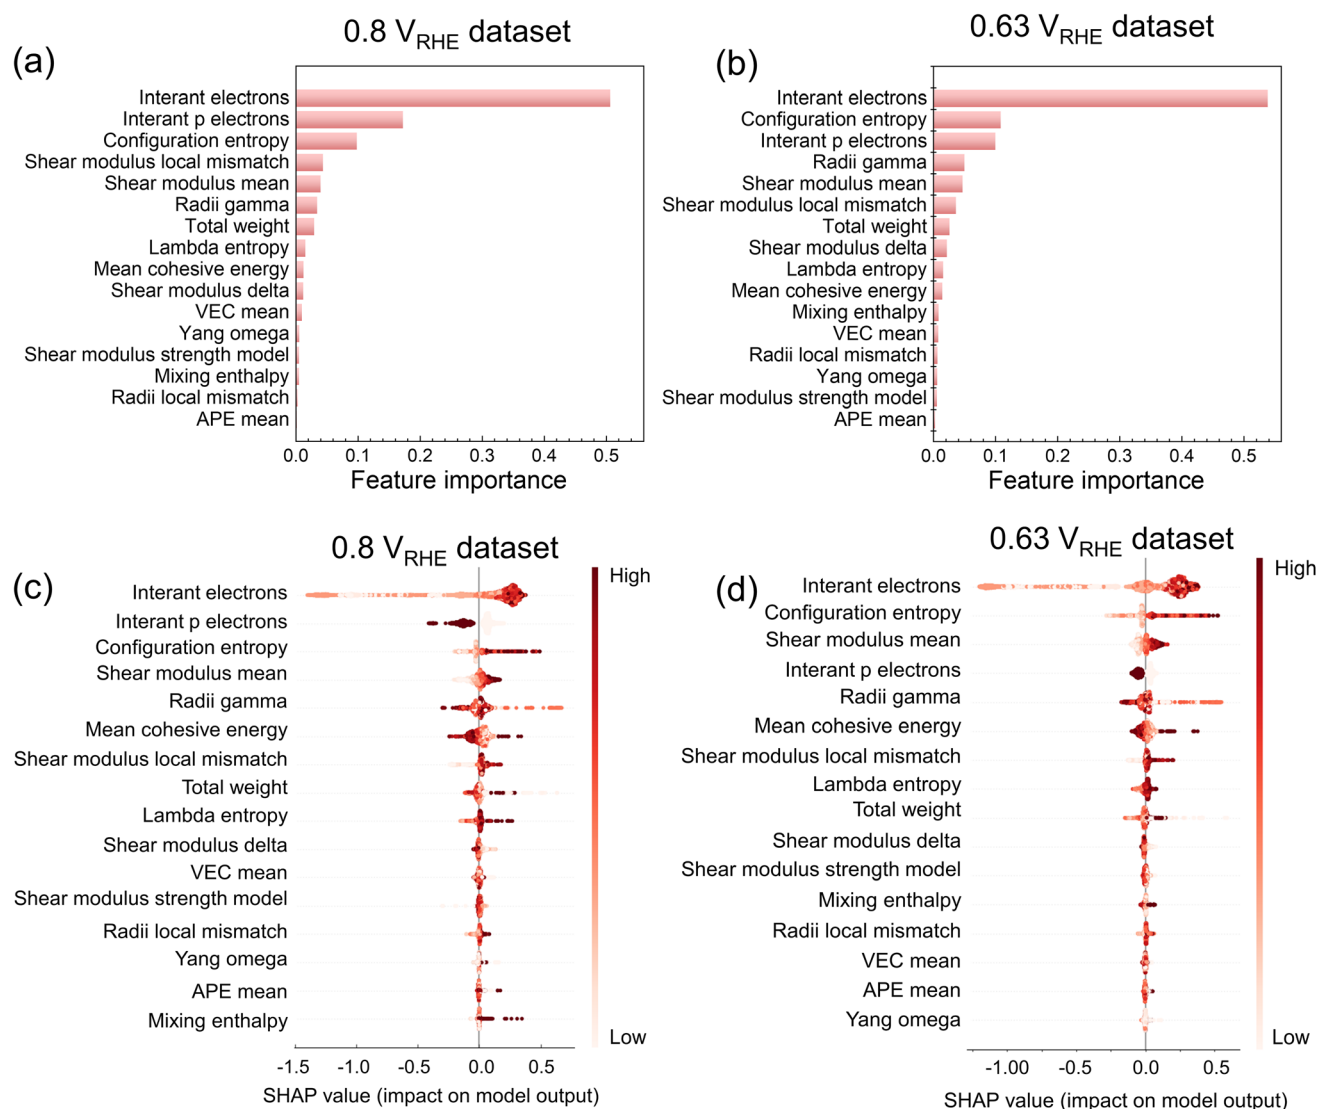 (a)
0.8 VRHE dataset
Interant electrons
Interant p electrons
Configuration entropy
Shear modulus local mismatch
Shear modulus mean
Radii gamma
Total weight
Lambda entropy
Mean cohesive energy
Shear modulus delta
VEC mean
Yang omega
Shear modulus strength model
Mixing enthalpy
Radii local mismatch
APE mean
0.0 0.1 0.2 0.3 0.4 0.5
Feature importance
(b)
0.63 VRHE dataset
Interant electrons
Configuration entropy
Interant p electrons
Radii gamma
Shear modulus mean
Shear modulus local mismatch
Total weight
Shear modulus delta
Lambda entropy
Mean cohesive energy
Mixing enthalpy
VEC mean
Radii local mismatch
Yang omega
Shear modulus strength model
APE mean
0.0 0.1 0.2 0.3 0.4 0.5
Feature importance
(c)
0.8 VRHE dataset
High
Interant electrons
Interant p electrons
Configuration entropy
Shear modulus mean
Radii gamma
Mean cohesive energy
Shear modulus local mismatch
Total weight
Lambda entropy
Shear modulus delta
VEC mean
Shear modulus strength model
Radii local mismatch
Yang omega
APE mean
Mixing enthalpy
Low
-1.5 -1.0 -0.5 0.0 0.5
SHAP value (impact on model output)
(d)
0.63 VRHE dataset
High
Interant electrons
Configuration entropy
Shear modulus mean
Interant p electrons
Radii gamma
Mean cohesive energy
Shear modulus local mismatch
Lambda entropy
Total weight
Shear modulus delta
Shear modulus strength model
Mixing enthalpy
Radii local mismatch
VEC mean
APE mean
Yang omega
Low
-1.00 -0.5 0.0 0.5
SHAP value (impact on model output)